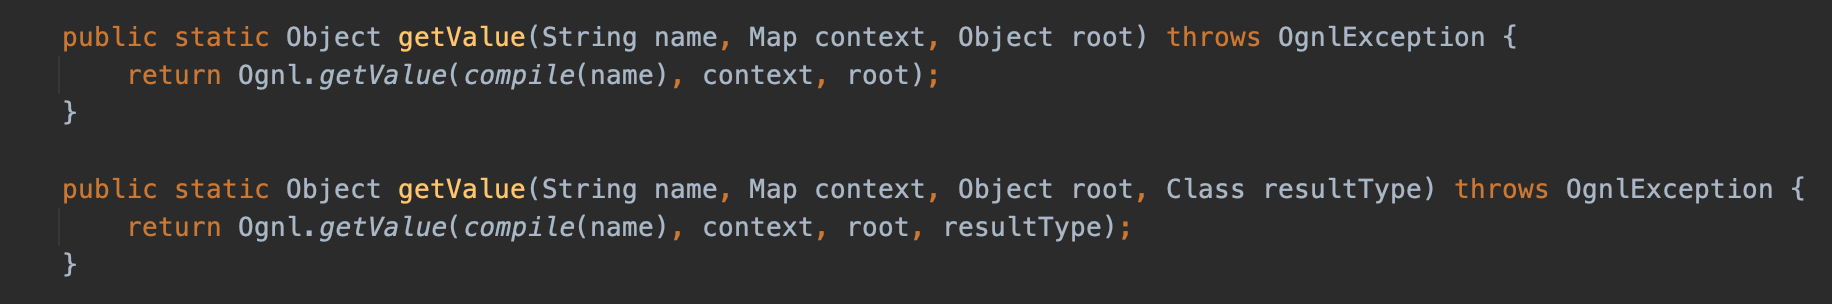 public static Object getValue(String name, Map context, Object root) throws OgnlException {
return Ognl.getValue(compile(name), context, root);
}
public static Object getValue(String name, Map context, Object root, Class resultType) throws OgnlException {
return Ognl.getValue(compile(name), context, root, resultType);
}